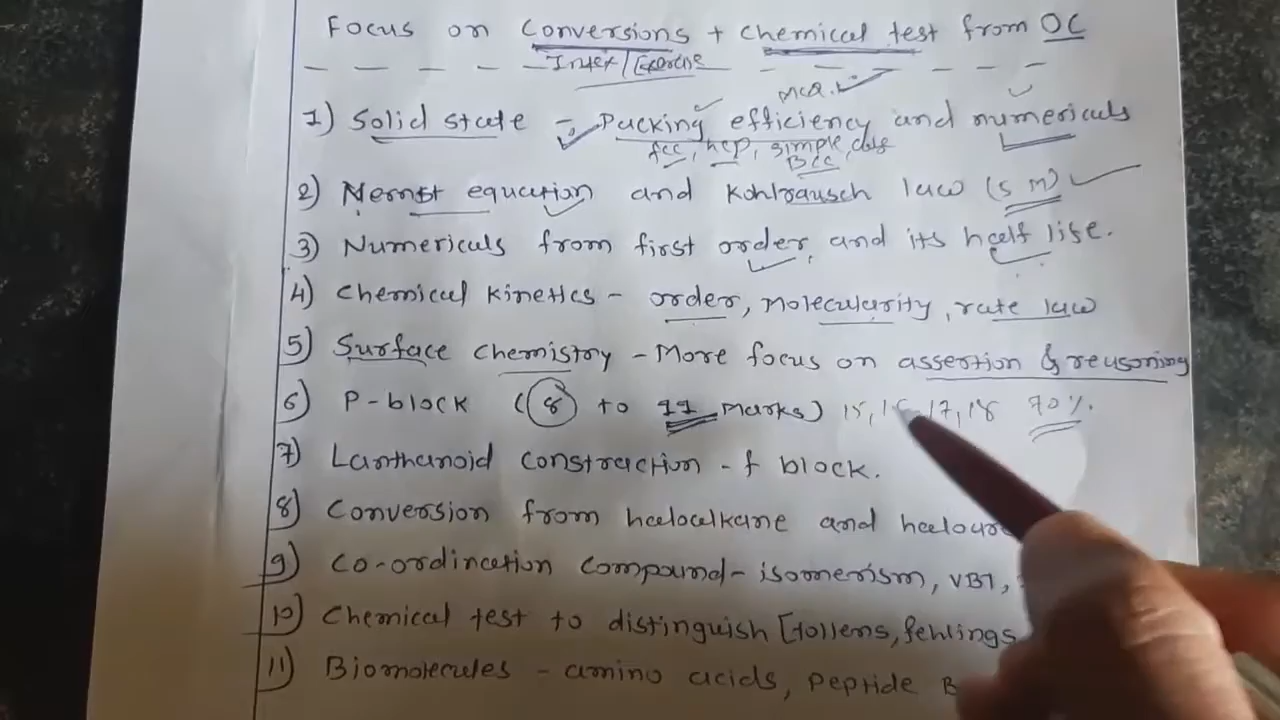 Focus on Conversions + Chemical test from OC
Intex/Exercise
MCQ.
1) Solid state - Packing efficiency and numericals
fcc, hcp, simple,
BCC
2) Nernst equation and Kohlrausch law (5 M)
3) Numericals from first order and its half life.
4) Chemical kinetics - order, Molecularity, rate law
5) Surface chemistry - More focus on assertion & reasoning
6) P-block (8 to 11 Marks) 15, 16, 17, 18 70%.
7) Lanthanoid constraction - f block.
8) Conversion from haloalkane and
9) Co-ordination compound - isomerism, VBT,
10) Chemical test to distinguish [tollens, fehlings
11) Biomolecules - amino acids, Peptide B